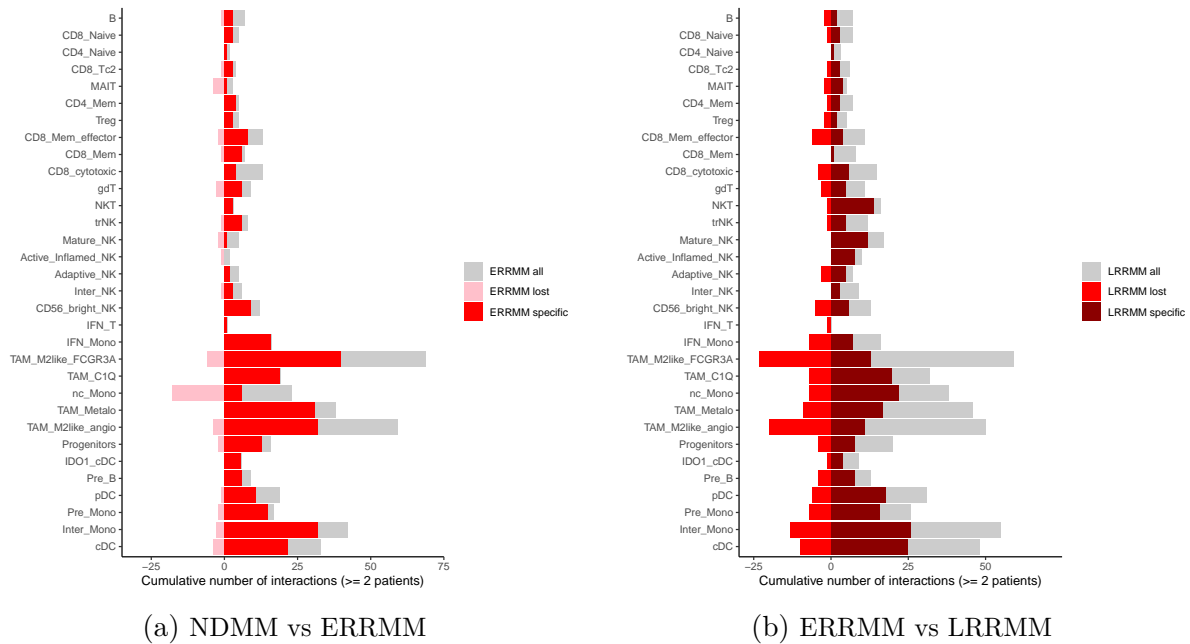 B
CD8_Naive
CD4_Naive
CD8_Tc2
MAIT
CD4_Mem
Treg
CD8_Mem_effector
CD8_Mem
CD8_cytotoxic
gdT
NKT
trNK
Mature_NK
Active_Inflamed_NK
Adaptive_NK
Inter_NK
CD56_bright_NK
IFN_T
IFN_Mono
TAM_M2like_FCGR3A
TAM_C1Q
nc_Mono
TAM_Metalo
TAM_M2like_angio
Progenitors
IDO1_cDC
Pre_B
pDC
Pre_Mono
Inter_Mono
cDC
−25 0 25 50 75
Cumulative number of interactions (>= 2 patients)
ERRMM all
ERRMM lost
ERRMM specific
(a) NDMM vs ERRMM
B
CD8_Naive
CD4_Naive
CD8_Tc2
MAIT
CD4_Mem
Treg
CD8_Mem_effector
CD8_Mem
CD8_cytotoxic
gdT
NKT
trNK
Mature_NK
Active_Inflamed_NK
Adaptive_NK
Inter_NK
CD56_bright_NK
IFN_T
IFN_Mono
TAM_M2like_FCGR3A
TAM_C1Q
nc_Mono
TAM_Metalo
TAM_M2like_angio
Progenitors
IDO1_cDC
Pre_B
pDC
Pre_Mono
Inter_Mono
cDC
−25 0 25 50
Cumulative number of interactions (>= 2 patients)
LRRMM all
LRRMM lost
LRRMM specific
(b) ERRMM vs LRRMM